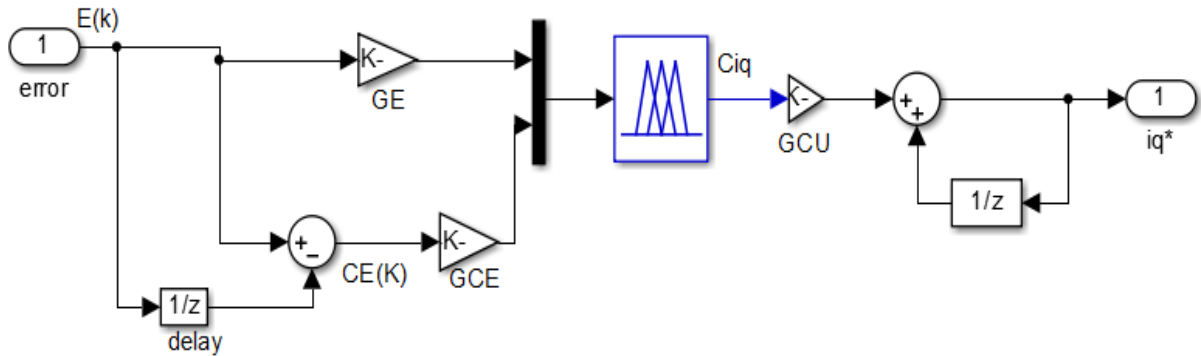 E(k)
1
error
K-
GE
Ciq
K-
GCU
+
+
1
iq*
1/z
+
-
CE(K)
K-
GCE
1/z
delay